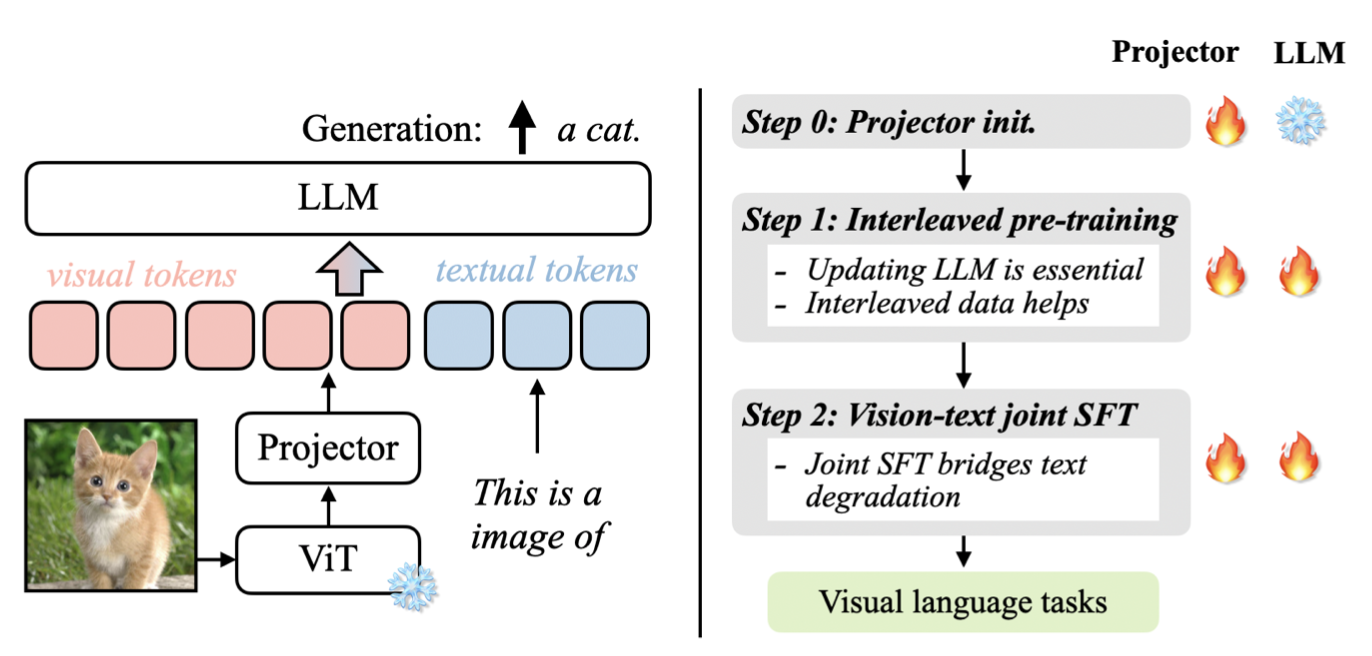 Generation: a cat.
LLM
visual tokens
textual tokens
Projector
This is a
image of
ViT
Projector LLM
Step 0: Projector init.
Step 1: Interleaved pre-training
- Updating LLM is essential
- Interleaved data helps
Step 2: Vision-text joint SFT
- Joint SFT bridges text
degradation
Visual language tasks